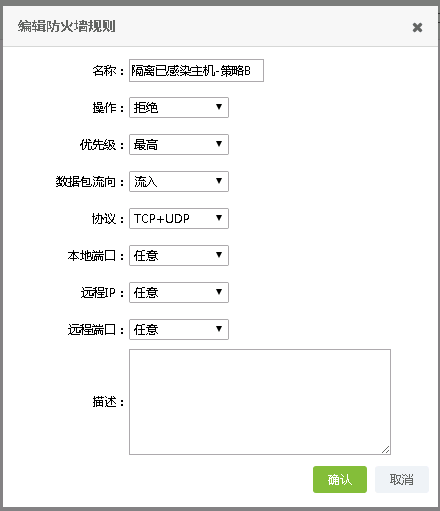 编辑防火墙规则
名称：隔离已感染主机-策略B
操作：拒绝
优先级：最高
数据包流向：流入
协议：TCP+UDP
本地端口：任意
远程IP：任意
远程端口：任意
描述：
确认 取消